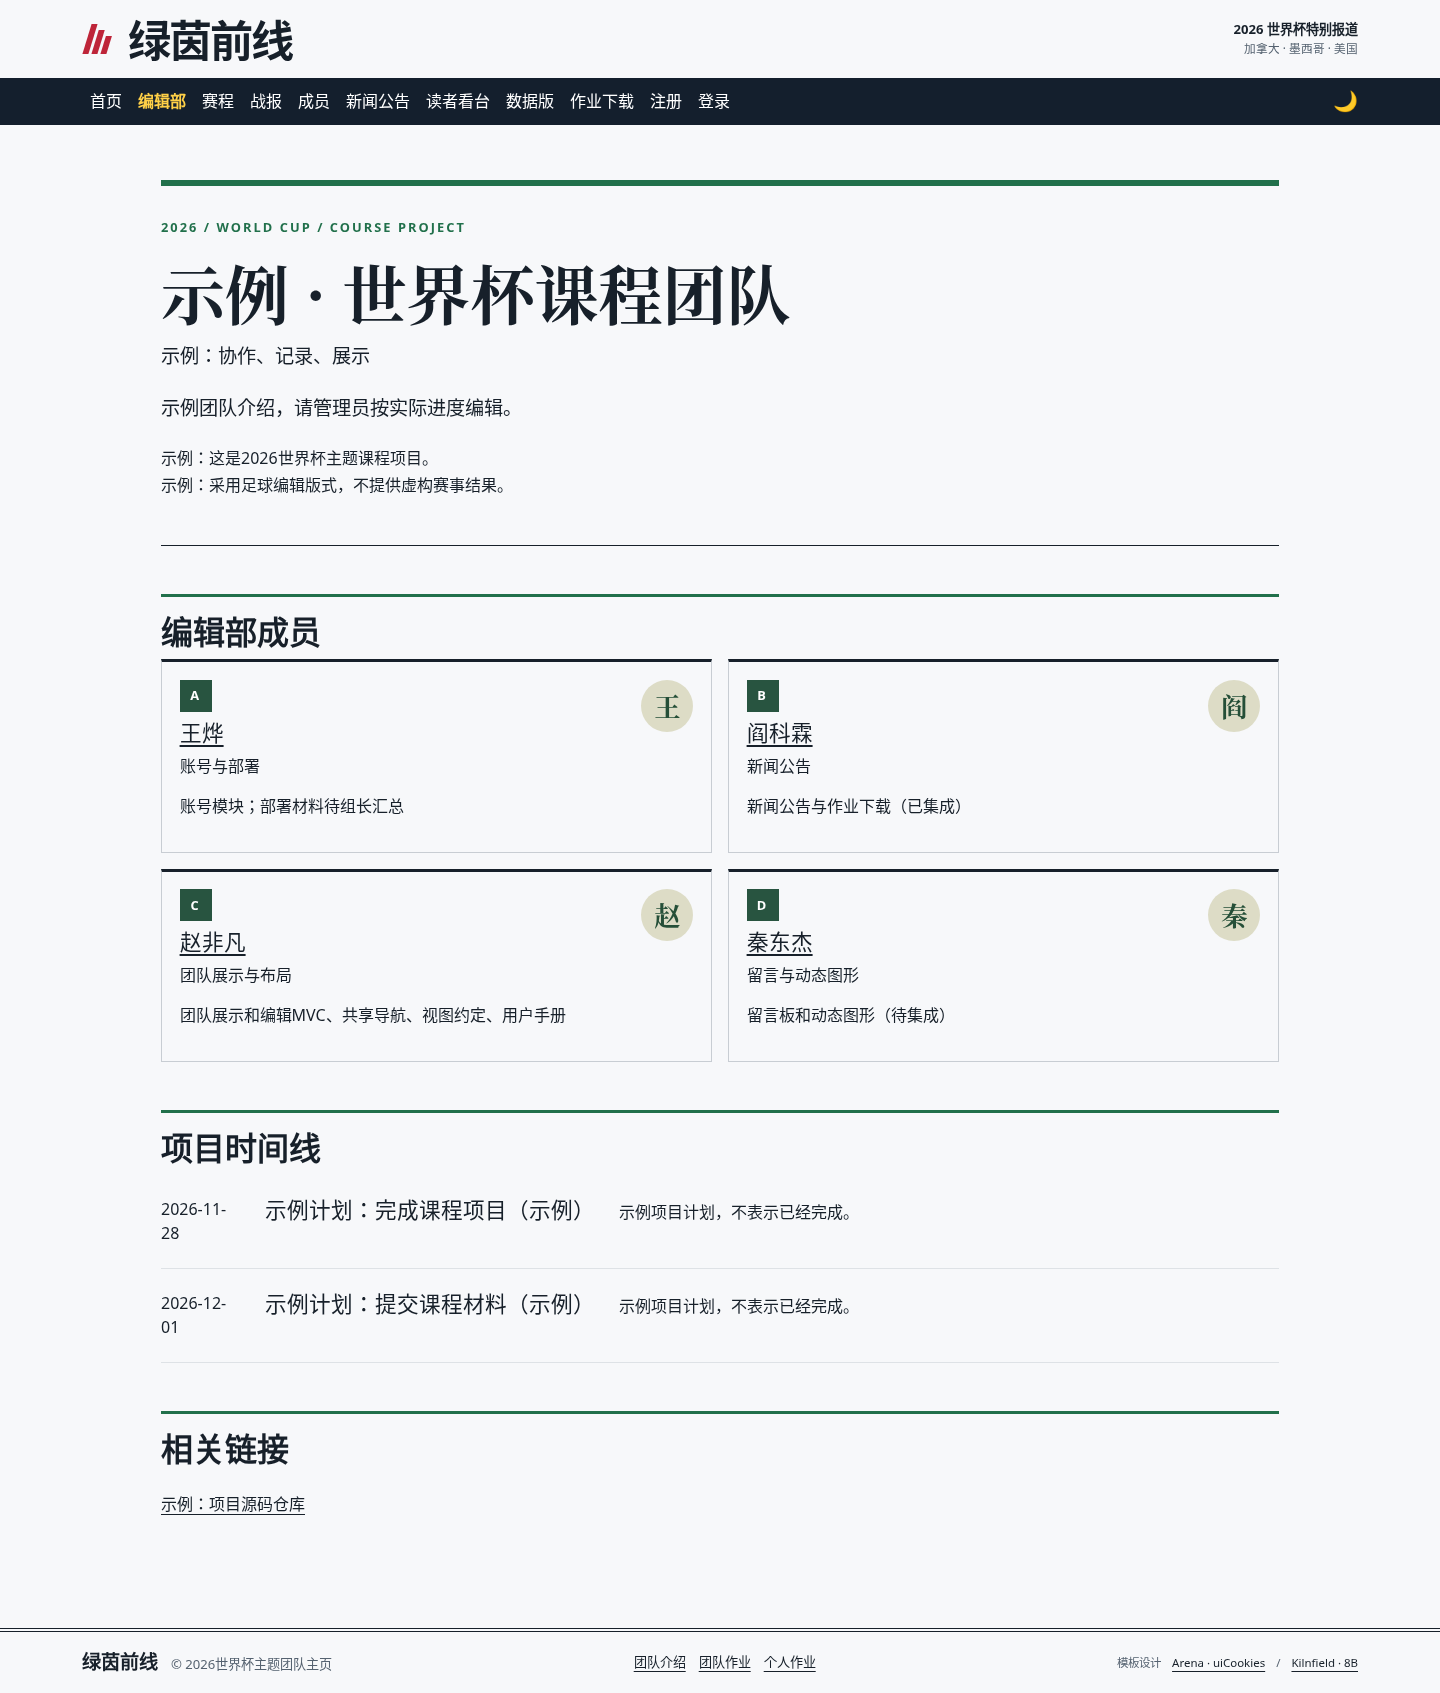 绿茵前线
2026 世界杯特别报道
加拿大 · 墨西哥 · 美国
首页 编辑部 赛程 战报 成员 新闻公告 读者看台 数据版 作业下载 注册 登录
2026 / WORLD CUP / COURSE PROJECT
示例 · 世界杯课程团队
示例：协作、记录、展示
示例团队介绍，请管理员按实际进度编辑。
示例：这是2026世界杯主题课程项目。
示例：采用足球编辑版式，不提供虚构赛事结果。
编辑部成员
A
王
王烨
账号与部署
账号模块；部署材料待组长汇总
B
阎
阎科霖
新闻公告
新闻公告与作业下载（已集成）
C
赵
赵非凡
团队展示与布局
团队展示和编辑MVC、共享导航、视图约定、用户手册
D
秦
秦东杰
留言与动态图形
留言板和动态图形（待集成）
项目时间线
2026-11-
28
示例计划：完成课程项目（示例）
示例项目计划，不表示已经完成。
2026-12-
01
示例计划：提交课程材料（示例）
示例项目计划，不表示已经完成。
相关链接
示例：项目源码仓库
绿茵前线 © 2026世界杯主题团队主页
团队介绍 团队作业 个人作业
模板设计 Arena · uiCookies / Kilnfield · 8B